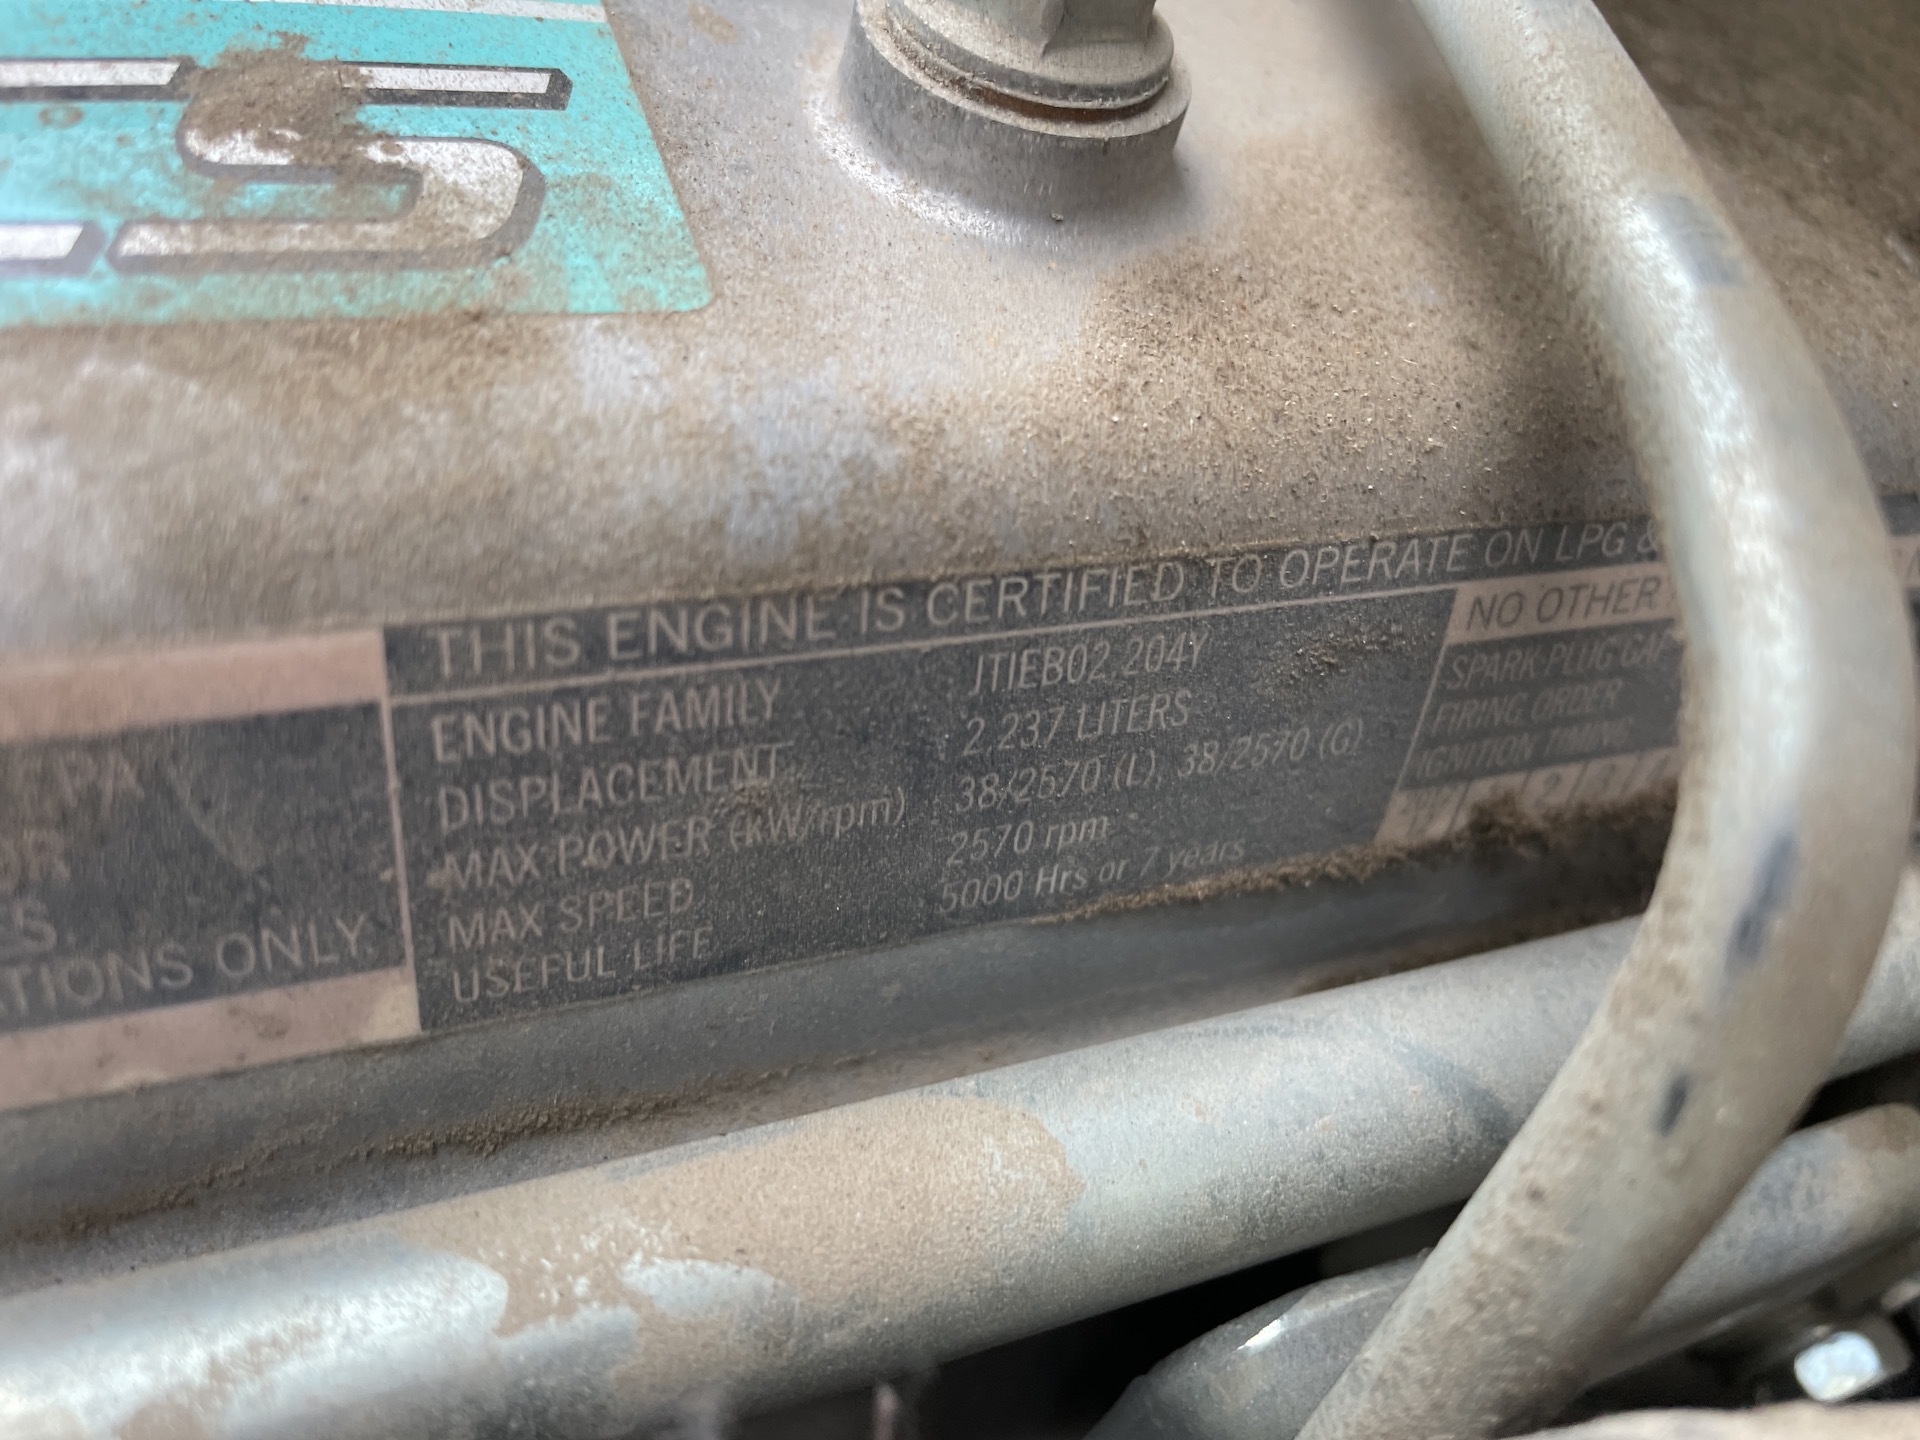 CS
THIS ENGINE IS CERTIFIED TO OPERATE ON LPG &
ENGINE FAMILY JTIEB02.204Y
DISPLACEMENT 2.237 LITERS
MAX POWER (kW/rpm) 38/2570 (L), 38/2570 (G)
MAX SPEED 2570 rpm
USEFUL LIFE 5000 Hrs or 7 years
NO OTHER
SPARK PLUG GAP
FIRING ORDER
IGNITION TIMING
EPA
OR
S.
ATIONS ONLY.